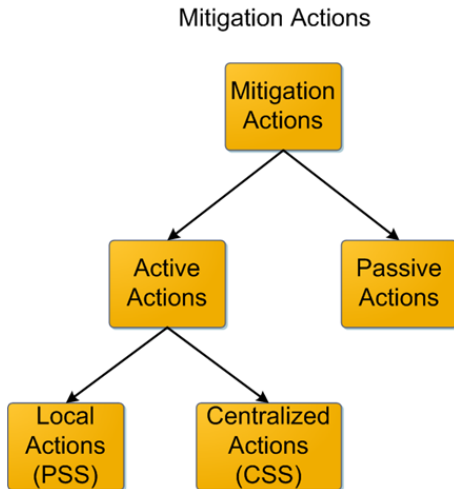 Mitigation Actions
Mitigation
Actions
Active
Actions
Passive
Actions
Local
Actions
(PSS)
Centralized
Actions
(CSS)